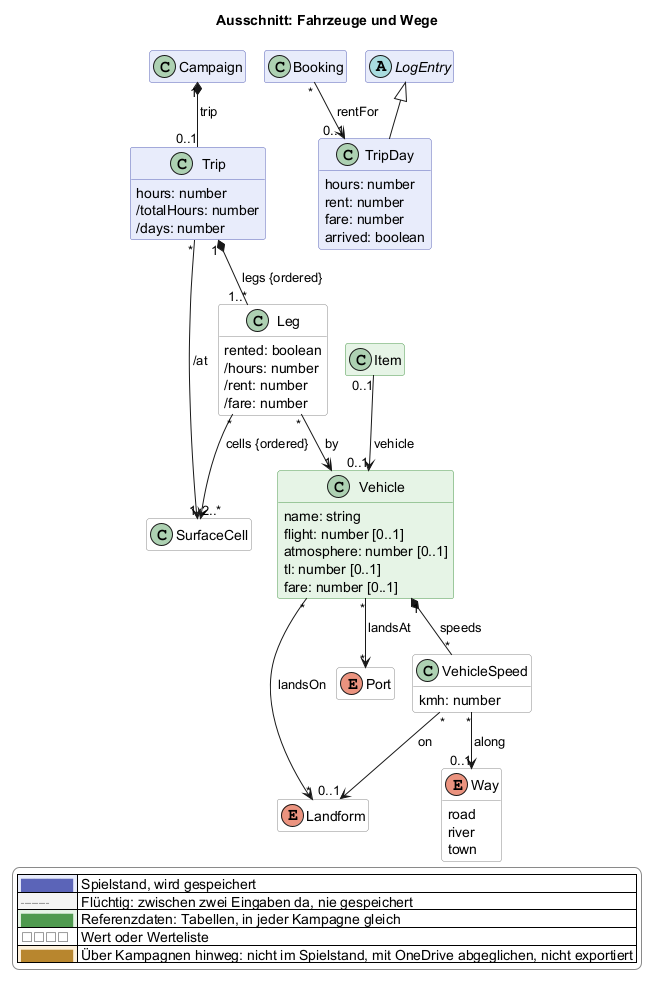 Ausschnitt: Fahrzeuge und Wege
C Campaign
C Booking
A LogEntry
1
trip
0..1
*
rentFor
0..1
C Trip
hours: number
/totalHours: number
/days: number
C TripDay
hours: number
rent: number
fare: number
arrived: boolean
*
1
legs {ordered}
1..*
/at
C Leg
rented: boolean
/hours: number
/rent: number
/fare: number
C Item
0..1
vehicle
0..1
*
cells {ordered}
2..*
*
by
1
1
C SurfaceCell
C Vehicle
name: string
flight: number [0..1]
atmosphere: number [0..1]
tl: number [0..1]
fare: number [0..1]
*
landsOn
*
*
landsAt
*
1
speeds
*
E Port
C VehicleSpeed
kmh: number
*
on
0..1
*
along
0..1
E Landform
E Way
road
river
town
Spielstand, wird gespeichert
Flüchtig: zwischen zwei Eingaben da, nie gespeichert
Referenzdaten: Tabellen, in jeder Kampagne gleich
Wert oder Werteliste
Über Kampagnen hinweg: nicht im Spielstand, mit OneDrive abgeglichen, nicht exportiert